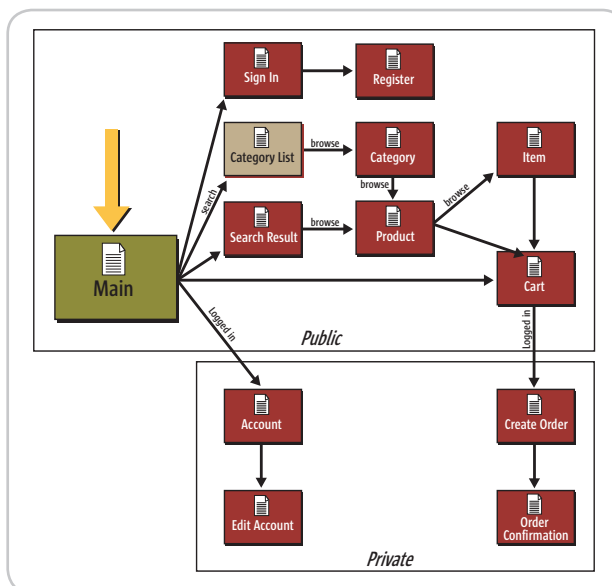 Sign In
Register
Category List
browse
Category
Item
search
browse
browse
Search Result
browse
Product
Main
Cart
Logged in
Public
Logged in
Account
Create Order
Edit Account
Order
Confirmation
Private